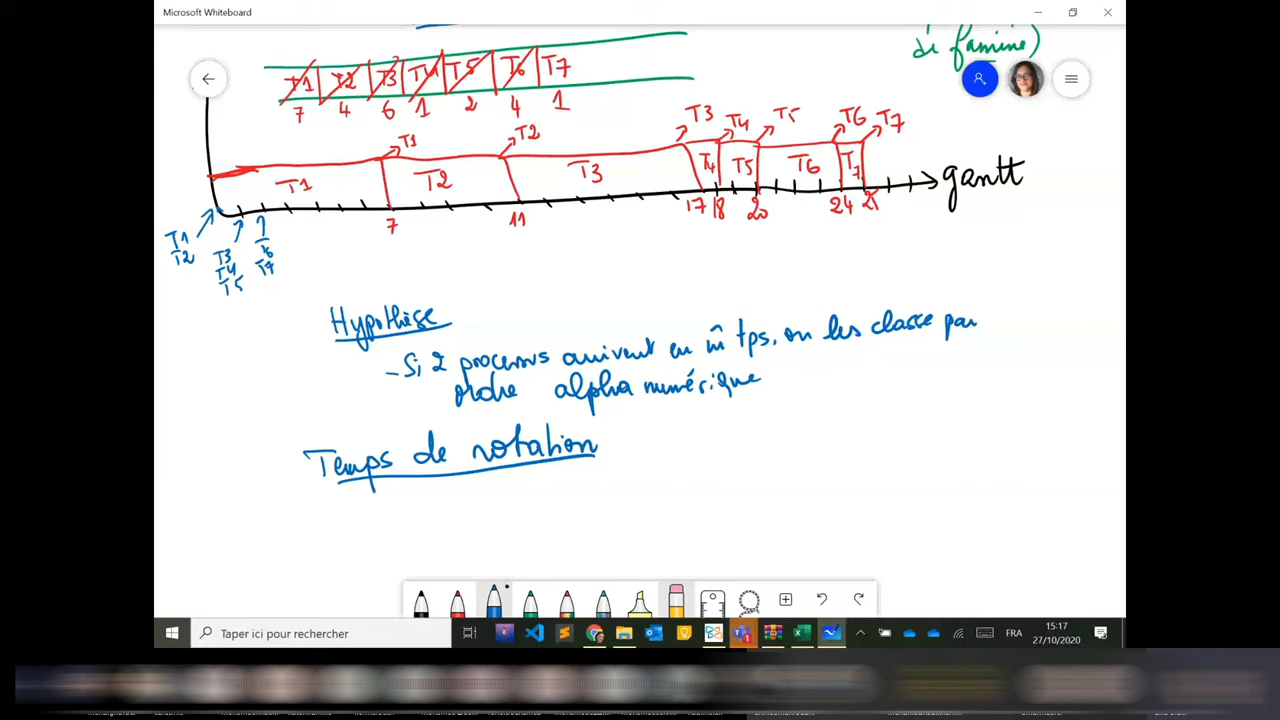 Microsoft Whiteboard
de famine)
T1 T2 T3 T4 T5 T6 T7
7 4 6 1 2 4 1
T1 T2 T3 T4 T5 T6 T7
T1 T2 T3 T4 T5 T6 T7
gantt
7 11 17 18 20 24 25
T1 T3 T6
T2 T4 T7
T5
Hypothèse
- Si 2 processus arrivent en m̂ tps, on les classe par
ordre alpha numérique
Temps de rotation
Taper ici pour rechercher
FRA
15:17
27/10/2020